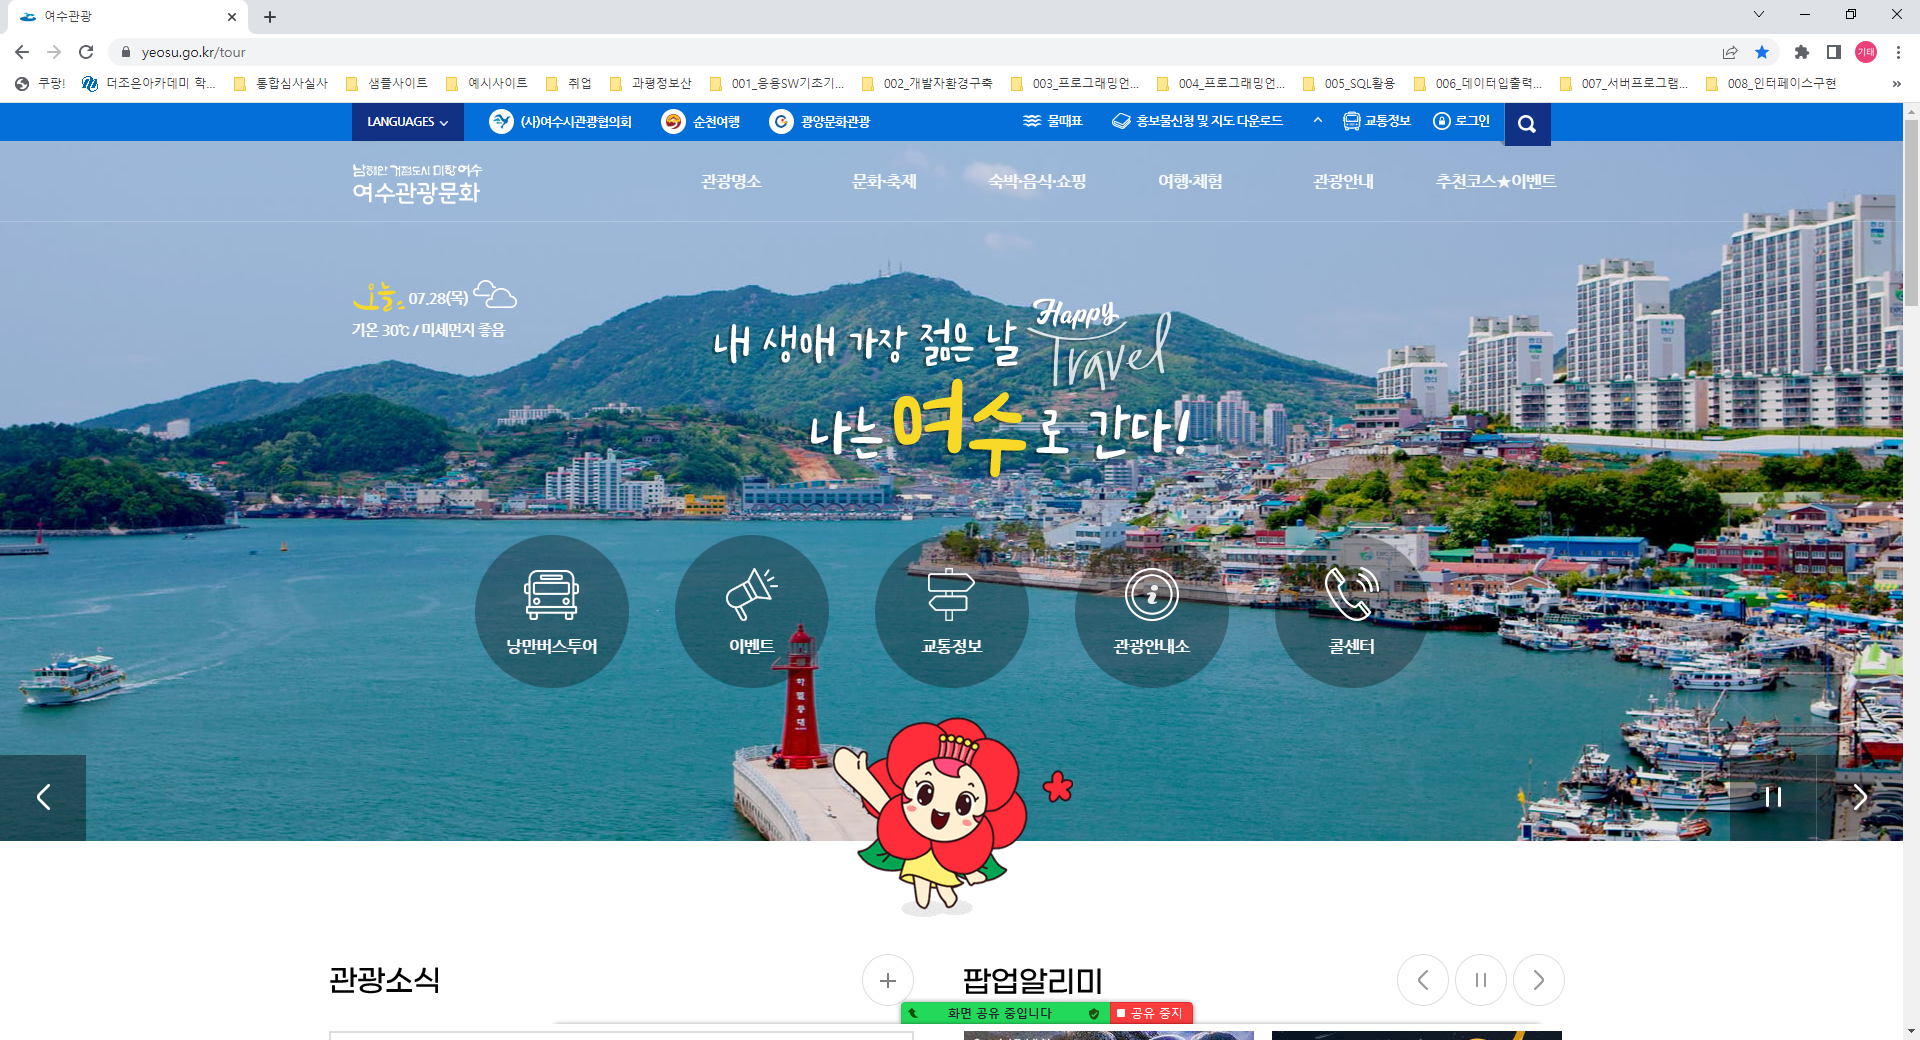 여수관광
yeosu.go.kr/tour
기태
쿠팡!
더조은아카데미 학...
통합심사실사
샘플사이트
예시사이트
취업
과평정보산
001_응용SW기초기...
002_개발자환경구축
003_프로그래밍언...
004_프로그래밍언...
005_SQL활용
006_데이터입출력...
007_서버프로그램...
008_인터페이스구현
LANGUAGES
(사)여수시관광협의회
순천여행
광양문화관광
물때표
홍보물신청 및 지도 다운로드
교통정보
로그인
남해안 거점도시 미항여수
여수관광문화
관광명소
문화·축제
숙박·음식·쇼핑
여행·체험
관광안내
추천코스★이벤트
오늘은 07.28(목)
기온 30℃ / 미세먼지 좋음
내 생애 가장 젊은 날
Happy
Travel
나는 여수로 간다!
낭만버스투어
이벤트
교통정보
관광안내소
콜센터
관광소식
팝업알리미
화면 공유 중입니다
공유 중지